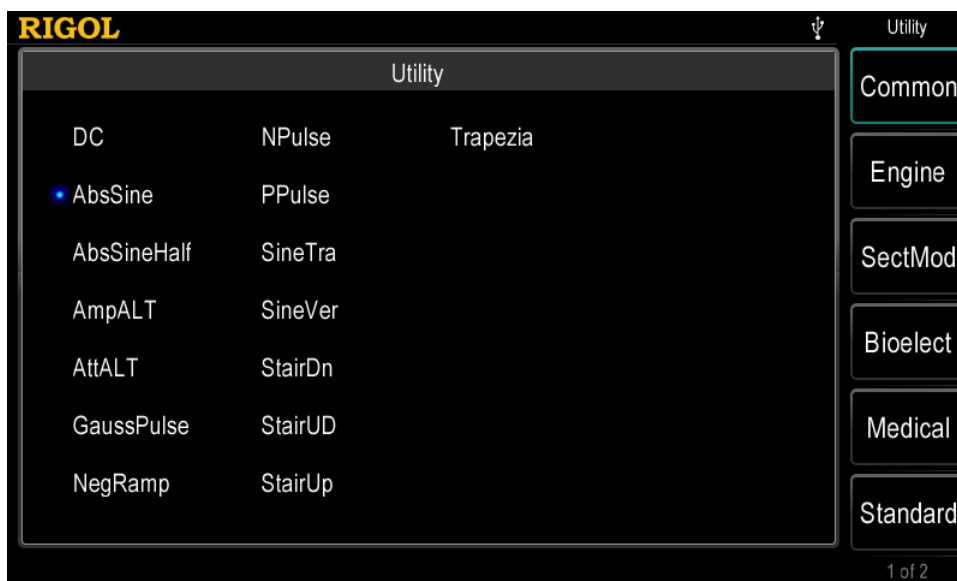 RIGOL
Utility
Utility
DC NPulse Trapezia
AbsSine PPulse
AbsSineHalf SineTra
AmpALT SineVer
AttALT StairDn
GaussPulse StairUD
NegRamp StairUp
Common
Engine
SectMod
Bioelect
Medical
Standard
1 of 2